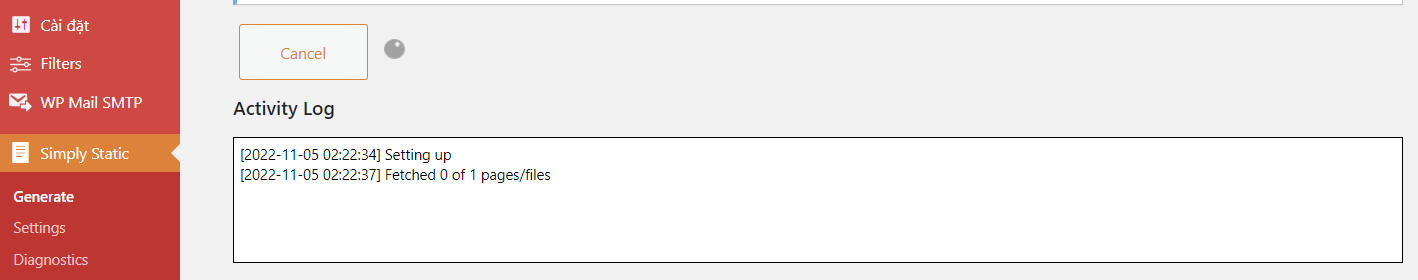 Cài đặt
Filters
WP Mail SMTP
Simply Static
Generate
Settings
Diagnostics
Cancel
Activity Log
[2022-11-05 02:22:34] Setting up
[2022-11-05 02:22:37] Fetched 0 of 1 pages/files